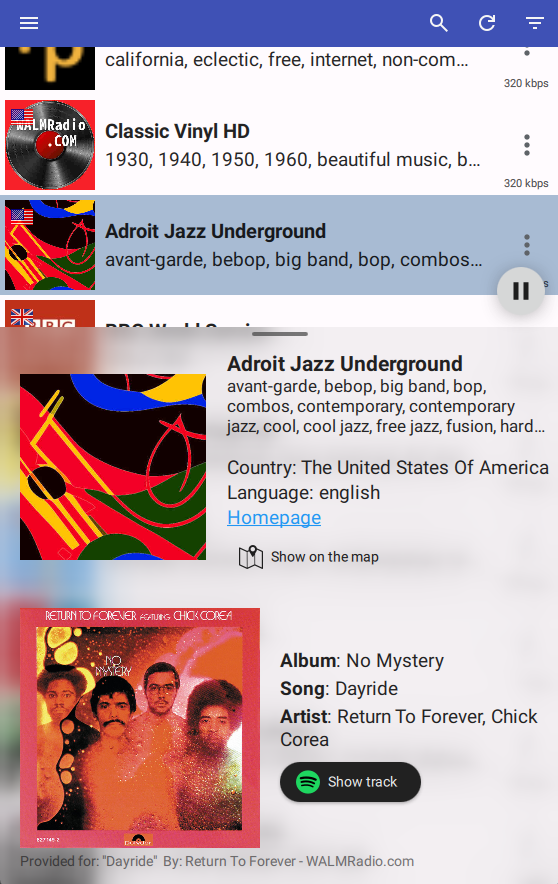 california, eclectic, free, internet, non-com…
320 kbps
WALMRadio
.COM
Classic Vinyl HD
1930, 1940, 1950, 1960, beautiful music, b…
320 kbps
Adroit Jazz Underground
avant-garde, bebop, big band, bop, combos…
Adroit Jazz Underground
avant-garde, bebop, big band, bop,
combos, contemporary, contemporary
jazz, cool, cool jazz, free jazz, fusion, hard…
Country: The United States Of America
Language: english
Homepage
Show on the map
RETURN TO FOREVER FEATURING CHICK COREA
NO
MYSTERY
Album: No Mystery
Song: Dayride
Artist: Return To Forever, Chick
Corea
Show track
Provided for: "Dayride" By: Return To Forever - WALMRadio.com